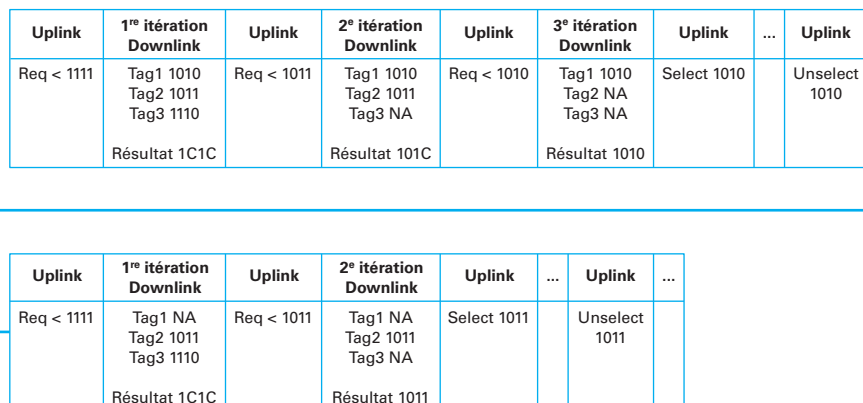 Uplink
1re itération
Downlink
Uplink
2e itération
Downlink
Uplink
3e itération
Downlink
Uplink
...
Uplink
Req < 1111
Tag1 1010
Tag2 1011
Tag3 1110
Résultat 1C1C
Req < 1011
Tag1 1010
Tag2 1011
Tag3 NA
Résultat 101C
Req < 1010
Tag1 1010
Tag2 NA
Tag3 NA
Résultat 1010
Select 1010
Unselect
1010
Uplink
1re itération
Downlink
Uplink
2e itération
Downlink
Uplink
...
Uplink
...
Req < 1111
Tag1 NA
Tag2 1011
Tag3 1110
Résultat 1C1C
Req < 1011
Tag1 NA
Tag2 1011
Tag3 NA
Résultat 1011
Select 1011
Unselect
1011